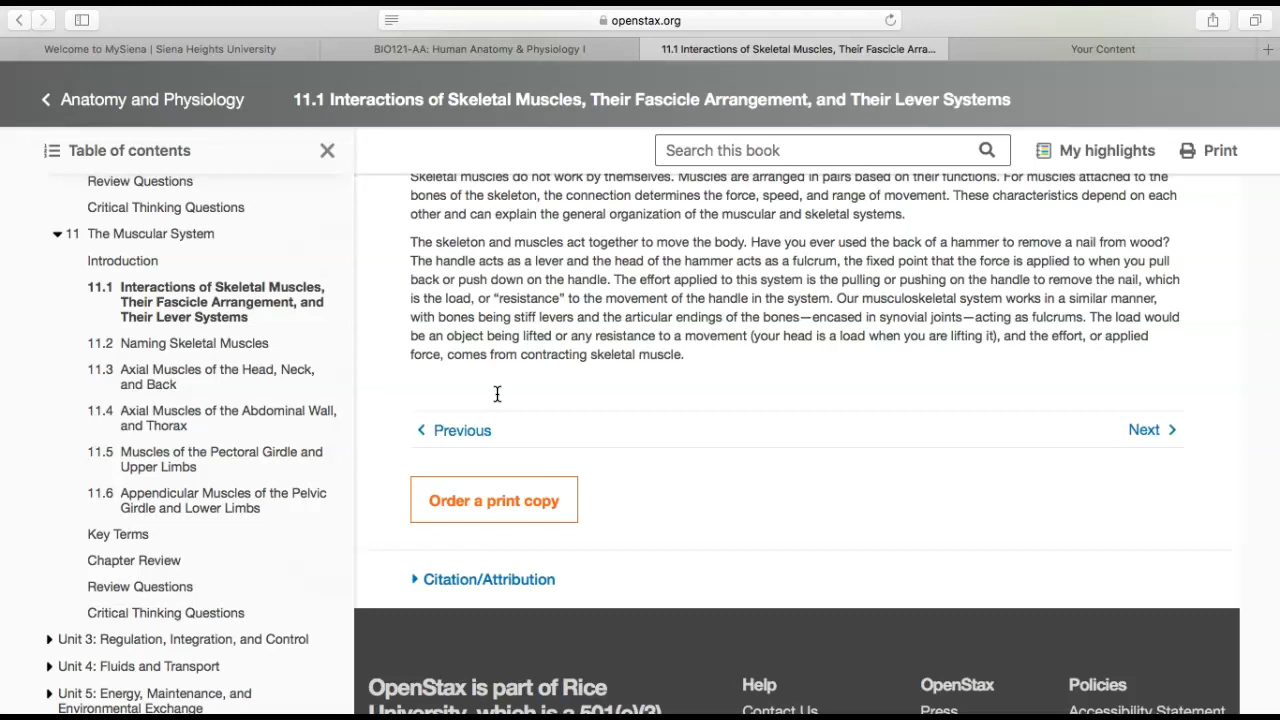 openstax.org
Welcome to MySiena | Siena Heights University
BIO121-AA: Human Anatomy & Physiology I
11.1 Interactions of Skeletal Muscles, Their Fascicle Arra...
Your Content
Anatomy and Physiology
11.1 Interactions of Skeletal Muscles, Their Fascicle Arrangement, and Their Lever Systems
Table of contents
Search this book
My highlights
Print
Review Questions
Critical Thinking Questions
11 The Muscular System
Introduction
11.1 Interactions of Skeletal Muscles,
Their Fascicle Arrangement, and
Their Lever Systems
11.2 Naming Skeletal Muscles
11.3 Axial Muscles of the Head, Neck,
and Back
11.4 Axial Muscles of the Abdominal Wall,
and Thorax
11.5 Muscles of the Pectoral Girdle and
Upper Limbs
11.6 Appendicular Muscles of the Pelvic
Girdle and Lower Limbs
Key Terms
Chapter Review
Review Questions
Critical Thinking Questions
Unit 3: Regulation, Integration, and Control
Unit 4: Fluids and Transport
Unit 5: Energy, Maintenance, and
Environmental Exchange
Skeletal muscles do not work by themselves. Muscles are arranged in pairs based on their functions. For muscles attached to the
bones of the skeleton, the connection determines the force, speed, and range of movement. These characteristics depend on each
other and can explain the general organization of the muscular and skeletal systems.
The skeleton and muscles act together to move the body. Have you ever used the back of a hammer to remove a nail from wood?
The handle acts as a lever and the head of the hammer acts as a fulcrum, the fixed point that the force is applied to when you pull
back or push down on the handle. The effort applied to this system is the pulling or pushing on the handle to remove the nail, which
is the load, or “resistance” to the movement of the handle in the system. Our musculoskeletal system works in a similar manner,
with bones being stiff levers and the articular endings of the bones—encased in synovial joints—acting as fulcrums. The load would
be an object being lifted or any resistance to a movement (your head is a load when you are lifting it), and the effort, or applied
force, comes from contracting skeletal muscle.
Previous
Next
Order a print copy
Citation/Attribution
OpenStax is part of Rice
University, which is a 501(c)(3)
Help
Contact Us
OpenStax
Press
Policies
Accessibility Statement